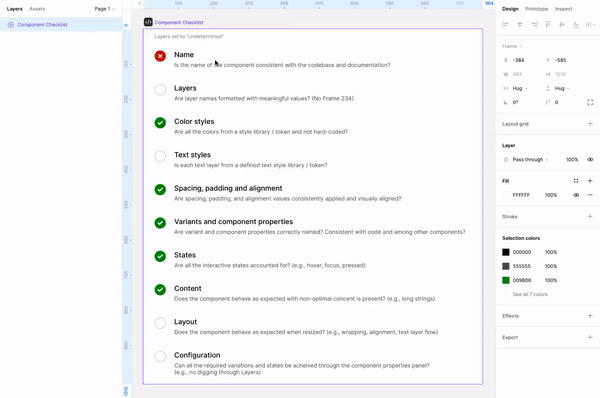 Layers Assets Page 1
Component Checklist
Component Checklist
Layers set to "Undetermined"
Name
Is the name of the component consistent with the codebase and documentation?
Layers
Are layer names formatted with meaningful values? (No Frame 234)
Color styles
Are all the colors from a style library / token and not hard-coded?
Text styles
Is each text layer from a defined text style library / token?
Spacing, padding and alignment
Are spacing, padding, and alignment values consistently applied and visually aligned?
Variants and component properties
Are variant and component properties correctly named? Consistent with code and among other components?
States
Are all the interactive states accounted for? (e.g., hover, focus, pressed)
Content
Does the component behave as expected with non-optimal concent is present? (e.g., long strings)
Layout
Does the component behave as expected when resized? (e.g., wrapping, alignment, text layer flow)
Configuration
Can all the required variations and states be acheived through the component properties panel?
(e.g., no digging through Layers)
Design Prototype Inspect
Frame
X -384 Y -585
W 964 H 1010
Hug Hug
0° 0
Layout grid
Layer
Pass through 100%
Fill
FFFFFF 100%
Stroke
Selection colors
000000 100%
555555 100%
009B06 100%
See all 7 colors
Effects
Export